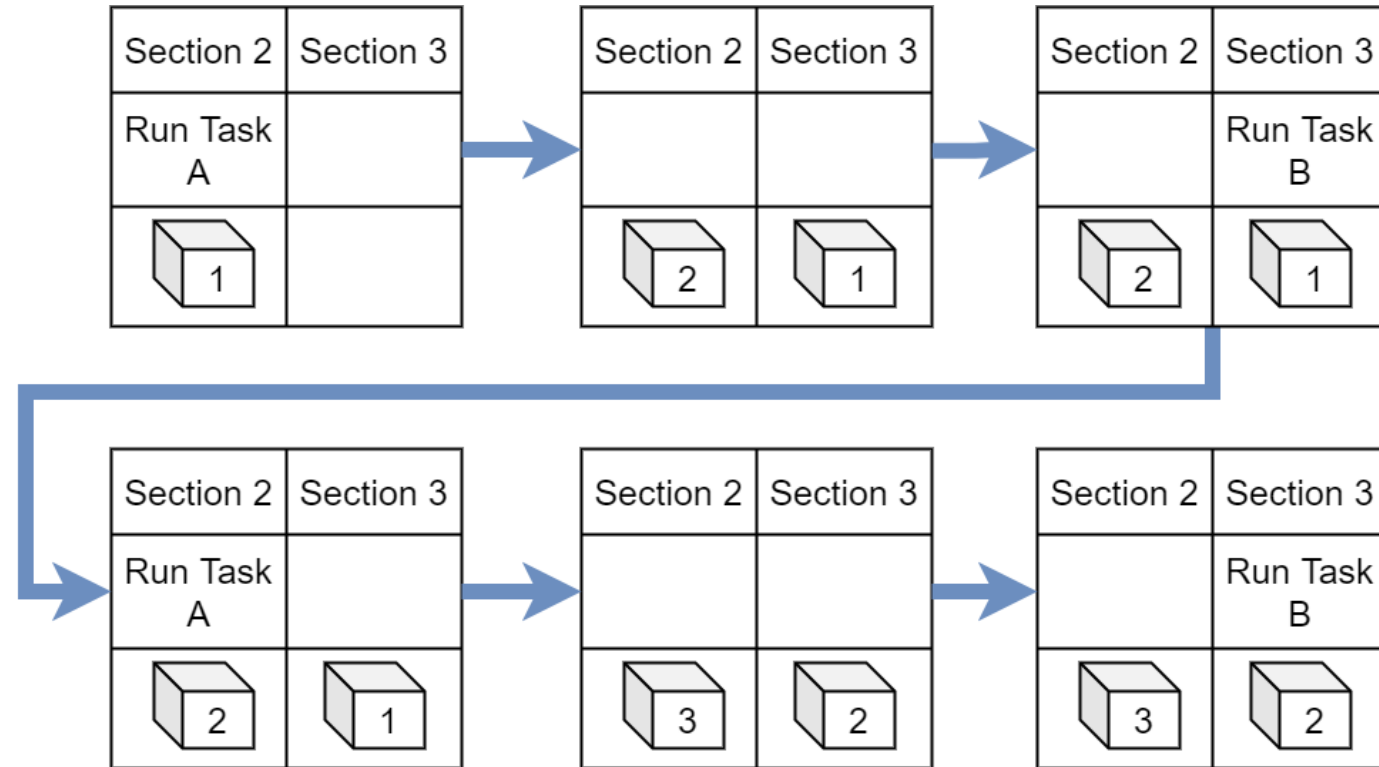 Section 2 Section 3 Section 2 Section 3 Section 2 Section 3
Run Task
A
Run Task
B
1 2 1 2 1
Section 2 Section 3 Section 2 Section 3 Section 2 Section 3
Run Task
A
Run Task
B
2 1 3 2 3 2